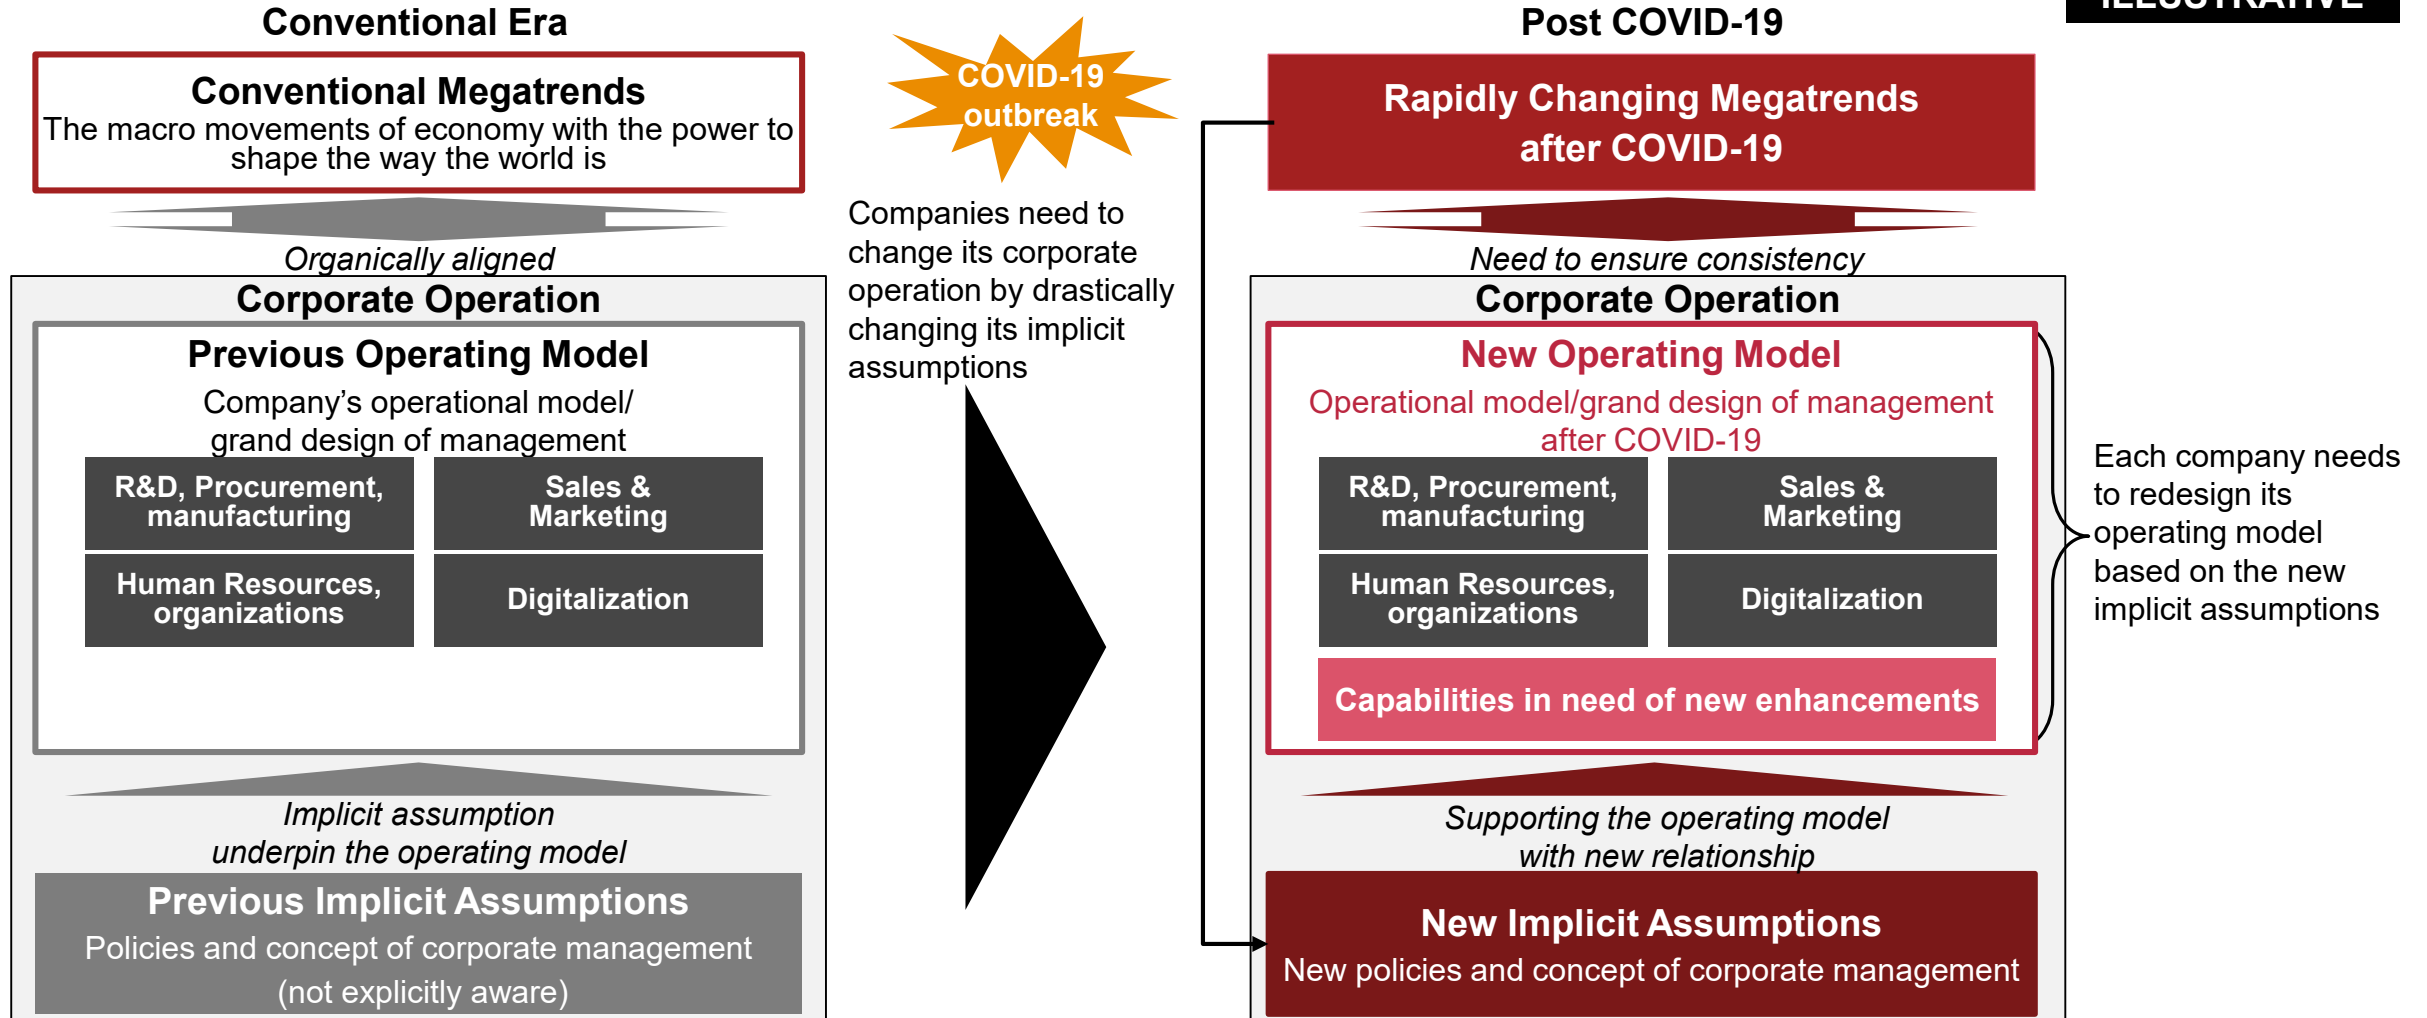 Conventional Era
Conventional Megatrends
The macro movements of economy with the power to
shape the way the world is
Organically aligned
Corporate Operation
Previous Operating Model
Company’s operational model/
grand design of management
R&D, Procurement,
manufacturing
Sales &
Marketing
Human Resources,
organizations
Digitalization
Implicit assumption
underpin the operating model
Previous Implicit Assumptions
Policies and concept of corporate management
(not explicitly aware)
COVID-19
outbreak
Companies need to
change its corporate
operation by drastically
changing its implicit
assumptions
ILLUSTRATIVE
Post COVID-19
Rapidly Changing Megatrends
after COVID-19
Need to ensure consistency
Corporate Operation
New Operating Model
Operational model/grand design of management
after COVID-19
R&D, Procurement,
manufacturing
Sales &
Marketing
Human Resources,
organizations
Digitalization
Capabilities in need of new enhancements
Supporting the operating model
with new relationship
New Implicit Assumptions
New policies and concept of corporate management
Each company needs
to redesign its
operating model
based on the new
implicit assumptions